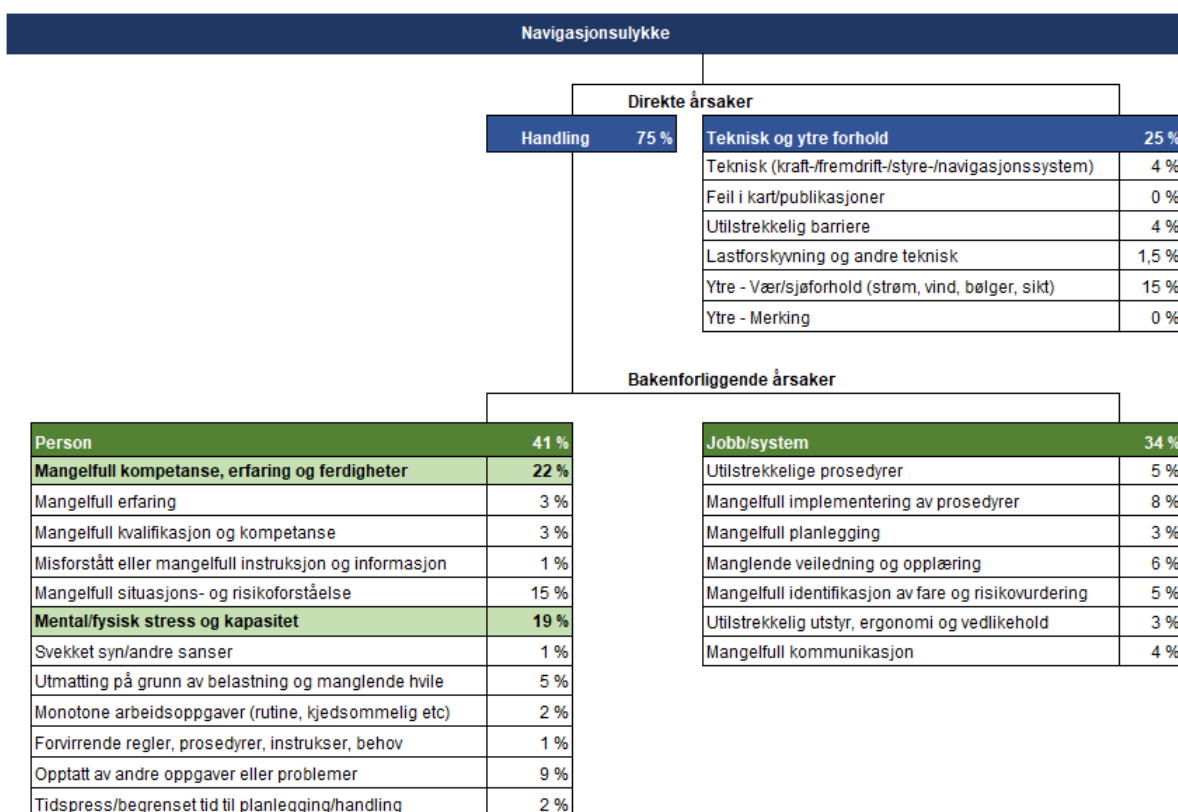 Navigasjonsulykke
Direkte årsaker
Handling 75 %
Teknisk og ytre forhold 25 %
Teknisk (kraft-/fremdrift-/styre-/navigasjonssystem) 4 %
Feil i kart/publikasjoner 0 %
Utilstrekkelig barriere 4 %
Lastforskyvning og andre teknisk 1,5 %
Ytre - Vær/sjøforhold (strøm, vind, bølger, sikt) 15 %
Ytre - Merking 0 %
Bakenforliggende årsaker
Person 41 %
Mangelfull kompetanse, erfaring og ferdigheter 22 %
Mangelfull erfaring 3 %
Mangelfull kvalifikasjon og kompetanse 3 %
Misforstått eller mangelfull instruksjon og informasjon 1 %
Mangelfull situasjons- og risikoforståelse 15 %
Mental/fysisk stress og kapasitet 19 %
Svekket syn/andre sanser 1 %
Utmatting på grunn av belastning og manglende hvile 5 %
Monotone arbeidsoppgaver (rutine, kjedsommelig etc) 2 %
Forvirrende regler, prosedyrer, instrukser, behov 1 %
Opptatt av andre oppgaver eller problemer 9 %
Tidspress/begrenset tid til planlegging/handling 2 %
Jobb/system 34 %
Utilstrekkelige prosedyrer 5 %
Mangelfull implementering av prosedyrer 8 %
Mangelfull planlegging 3 %
Manglende veiledning og opplæring 6 %
Mangelfull identifikasjon av fare og risikovurdering 5 %
Utilstrekkelig utstyr, ergonomi og vedlikehold 3 %
Mangelfull kommunikasjon 4 %